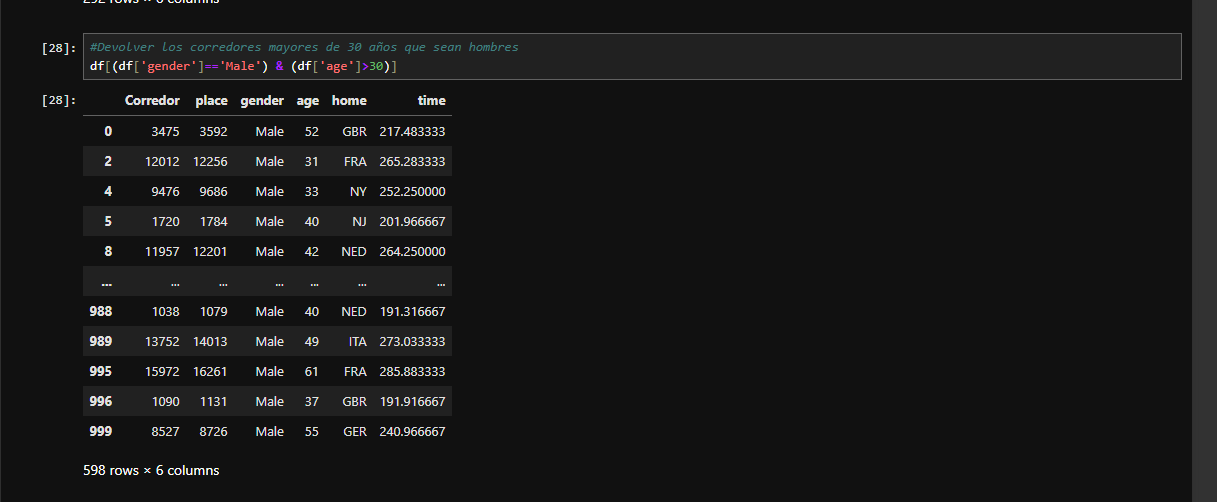 292 rows × 6 columns
[28]: #Devolver los corredores mayores de 30 años que sean hombres
df[(df['gender']=='Male') & (df['age']>30)]
[28]: Corredor place gender age home time
0 3475 3592 Male 52 GBR 217.483333
2 12012 12256 Male 31 FRA 265.283333
4 9476 9686 Male 33 NY 252.250000
5 1720 1784 Male 40 NJ 201.966667
8 11957 12201 Male 42 NED 264.250000
... ... ... ... ... ... ...
988 1038 1079 Male 40 NED 191.316667
989 13752 14013 Male 49 ITA 273.033333
995 15972 16261 Male 61 FRA 285.883333
996 1090 1131 Male 37 GBR 191.916667
999 8527 8726 Male 55 GER 240.966667
598 rows × 6 columns